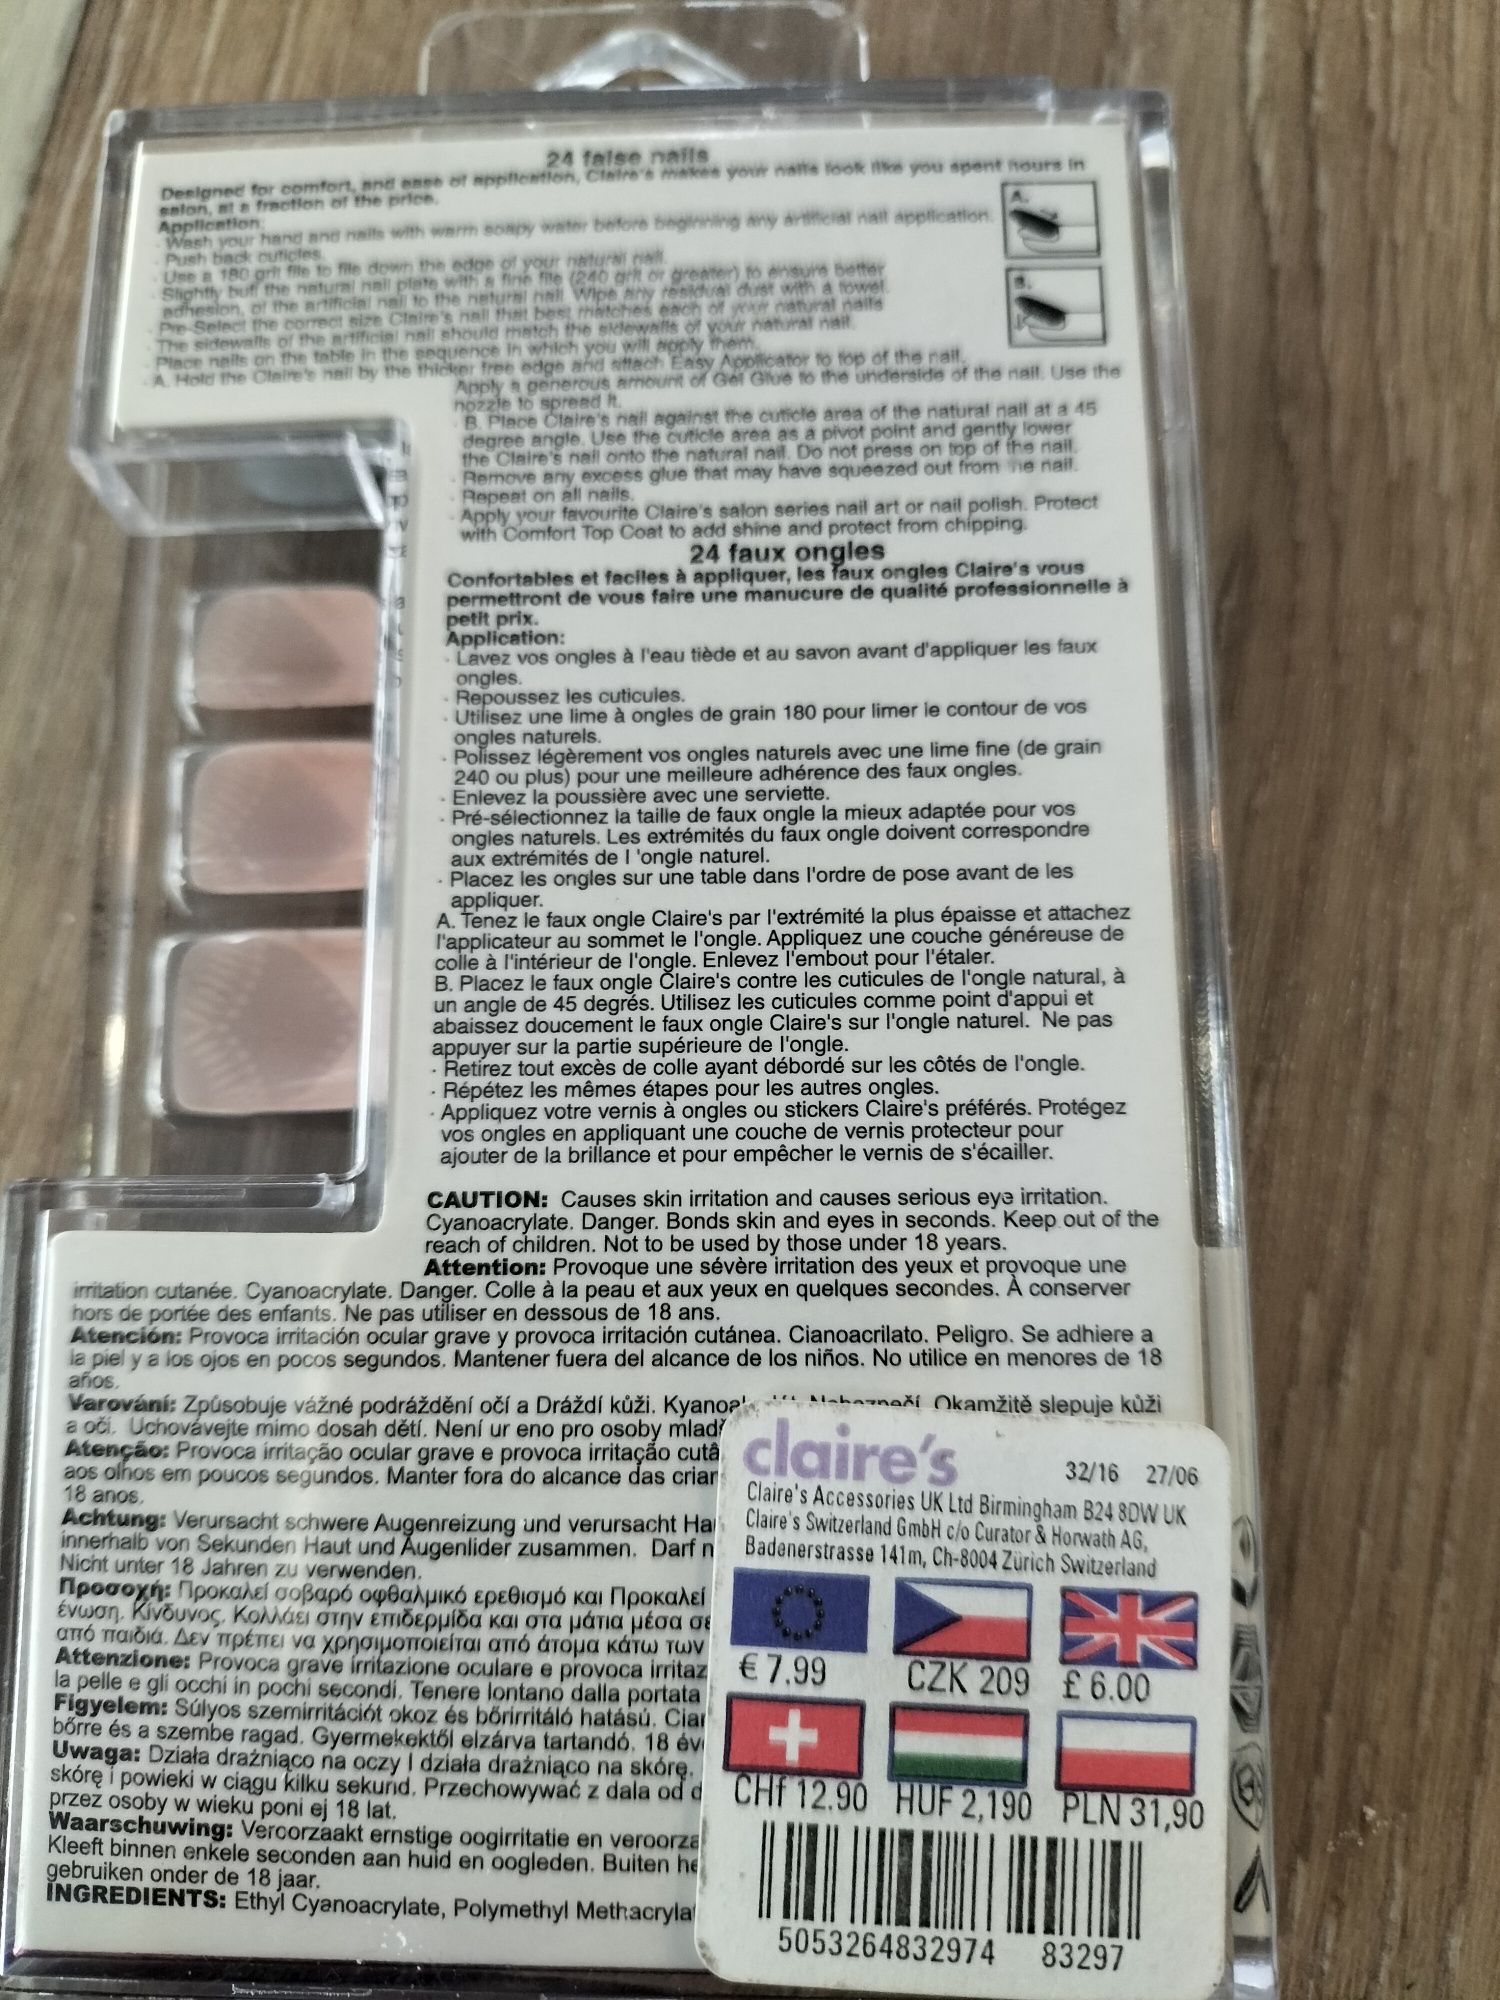 24 false nails
Designed for comfort, and ease of application, Claire's makes your nails look like you spent hours in
salon, at a fraction of the price.
Application:
· Wash your hand and nails with warm soapy water before beginning any artificial nail application.
· Push back cuticles.
· Use a 180 grit file to file down the edge of your natural nail.
· Slightly buff the natural nail plate with a fine file (240 grit or greater) to ensure better
adhesion, of the artificial nail to the natural nail. Wipe any residual dust with a towel.
· Pre-Select the correct size Claire's nail that best matches each of your natural nails
· The sidewalls of the artificial nail should match the sidewalls of your natural nail.
· Place nails on the table in the sequence in which you will apply them.
· A. Hold the Claire's nail by the thicker free edge and attach Easy Applicator to top of the nail.
Apply a generous amount of Gel Glue to the underside of the nail. Use the
nozzle to spread it.
· B. Place Claire's nail against the cuticle area of the natural nail at a 45
degree angle. Use the cuticle area as a pivot point and gently lower
the Claire's nail onto the natural nail. Do not press on top of the nail.
· Remove any excess glue that may have squeezed out from he nail.
· Repeat on all nails.
· Apply your favourite Claire's salon series nail art or nail polish. Protect
with Comfort Top Coat to add shine and protect from chipping.
A.
B.
24 faux ongles
Confortables et faciles à appliquer, les faux ongles Claire's vous
permettront de vous faire une manucure de qualité professionnelle à
petit prix.
Application:
· Lavez vos ongles à l'eau tiède et au savon avant d'appliquer les faux
ongles.
· Repoussez les cuticules.
· Utilisez une lime à ongles de grain 180 pour limer le contour de vos
ongles naturels.
· Polissez légèrement vos ongles naturels avec une lime fine (de grain
240 ou plus) pour une meilleure adhérence des faux ongles.
· Enlevez la poussière avec une serviette.
· Pré-sélectionnez la taille de faux ongle la mieux adaptée pour vos
ongles naturels. Les extrémités du faux ongle doivent correspondre
aux extrémités de l 'ongle naturel.
· Placez les ongles sur une table dans l'ordre de pose avant de les
appliquer.
A. Tenez le faux ongle Claire's par l'extrémité la plus épaisse et attachez
l'applicateur au sommet le l'ongle. Appliquez une couche généreuse de
colle à l'intérieur de l'ongle. Enlevez l'embout pour l'étaler.
B. Placez le faux ongle Claire's contre les cuticules de l'ongle natural, à
un angle de 45 degrés. Utilisez les cuticules comme point d'appui et
abaissez doucement le faux ongle Claire's sur l'ongle naturel. Ne pas
appuyer sur la partie supérieure de l'ongle.
· Retirez tout excès de colle ayant débordé sur les côtés de l'ongle.
· Répétez les mêmes étapes pour les autres ongles.
· Appliquez votre vernis à ongles ou stickers Claire's préférés. Protégez
vos ongles en appliquant une couche de vernis protecteur pour
ajouter de la brillance et pour empêcher le vernis de s'écailler.
CAUTION: Causes skin irritation and causes serious eye irritation.
Cyanoacrylate. Danger. Bonds skin and eyes in seconds. Keep out of the
reach of children. Not to be used by those under 18 years.
Attention: Provoque une sévère irritation des yeux et provoque une
irritation cutanée. Cyanoacrylate. Danger. Colle à la peau et aux yeux en quelques secondes. À conserver
hors de portée des enfants. Ne pas utiliser en dessous de 18 ans.
Atención: Provoca irritación ocular grave y provoca irritación cutánea. Cianoacrilato. Peligro. Se adhiere a
la piel y a los ojos en pocos segundos. Mantener fuera del alcance de los niños. No utilice en menores de 18
años.
Varování: Způsobuje vážné podráždění očí a Dráždí kůži. Okamžitě slepuje kůži
a oči. Uchovávejte mimo dosah dětí. Není ur eno pro osoby
Atenção: Provoca irritação ocular grave e provoca irritação
aos olhos em poucos segundos. Manter fora do alcance das
18 anos.
Achtung: Verursacht schwere Augenreizung und verursacht
innerhalb von Sekunden Haut und Augenlider zusammen. Darf
Nicht unter 18 Jahren zu verwenden.
Προσοχή: Προκαλεί σοβαρό οφθαλμικό ερεθισμό και Προκαλεί
ένωση. Κίνδυνος. Κολλάει στην επιδερμίδα και στα μάτια μέσα
από παιδιά. Δεν πρέπει να χρησιμοποιείται από άτομα κάτω των
Attenzione: Provoca grave irritazione oculare e provoca
la pelle e gli occhi in pochi secondi. Tenere lontano dalla portata
Figyelem: Súlyos szemirritációt okoz és bőrirritáló hatású.
bőrre és a szembe ragad. Gyermekektől elzárva tartandó. 18
Uwaga: Działa drażniąco na oczy I działa drażniąco na skórę.
skórę i powieki w ciągu kilku sekund. Przechowywać z dala od
przez osoby w wieku poni ej 18 lat.
Waarschuwing: Veroorzaakt ernstige oogirritatie en
Kleeft binnen enkele seconden aan huid en oogleden. Buiten
gebruiken onder de 18 jaar.
INGREDIENTS: Ethyl Cyanoacrylate, Polymethyl
claire's
32/16 27/06
Claire's Accessories UK Ltd Birmingham B24 8DW UK
Claire's Switzerland GmbH c/o Curator & Horwath AG,
Badenerstrasse 141m, Ch-8004 Zürich Switzerland
€ 7.99 CZK 209 £ 6.00
CHf 12.90 HUF 2,190 PLN 31,90
5053264832974 83297